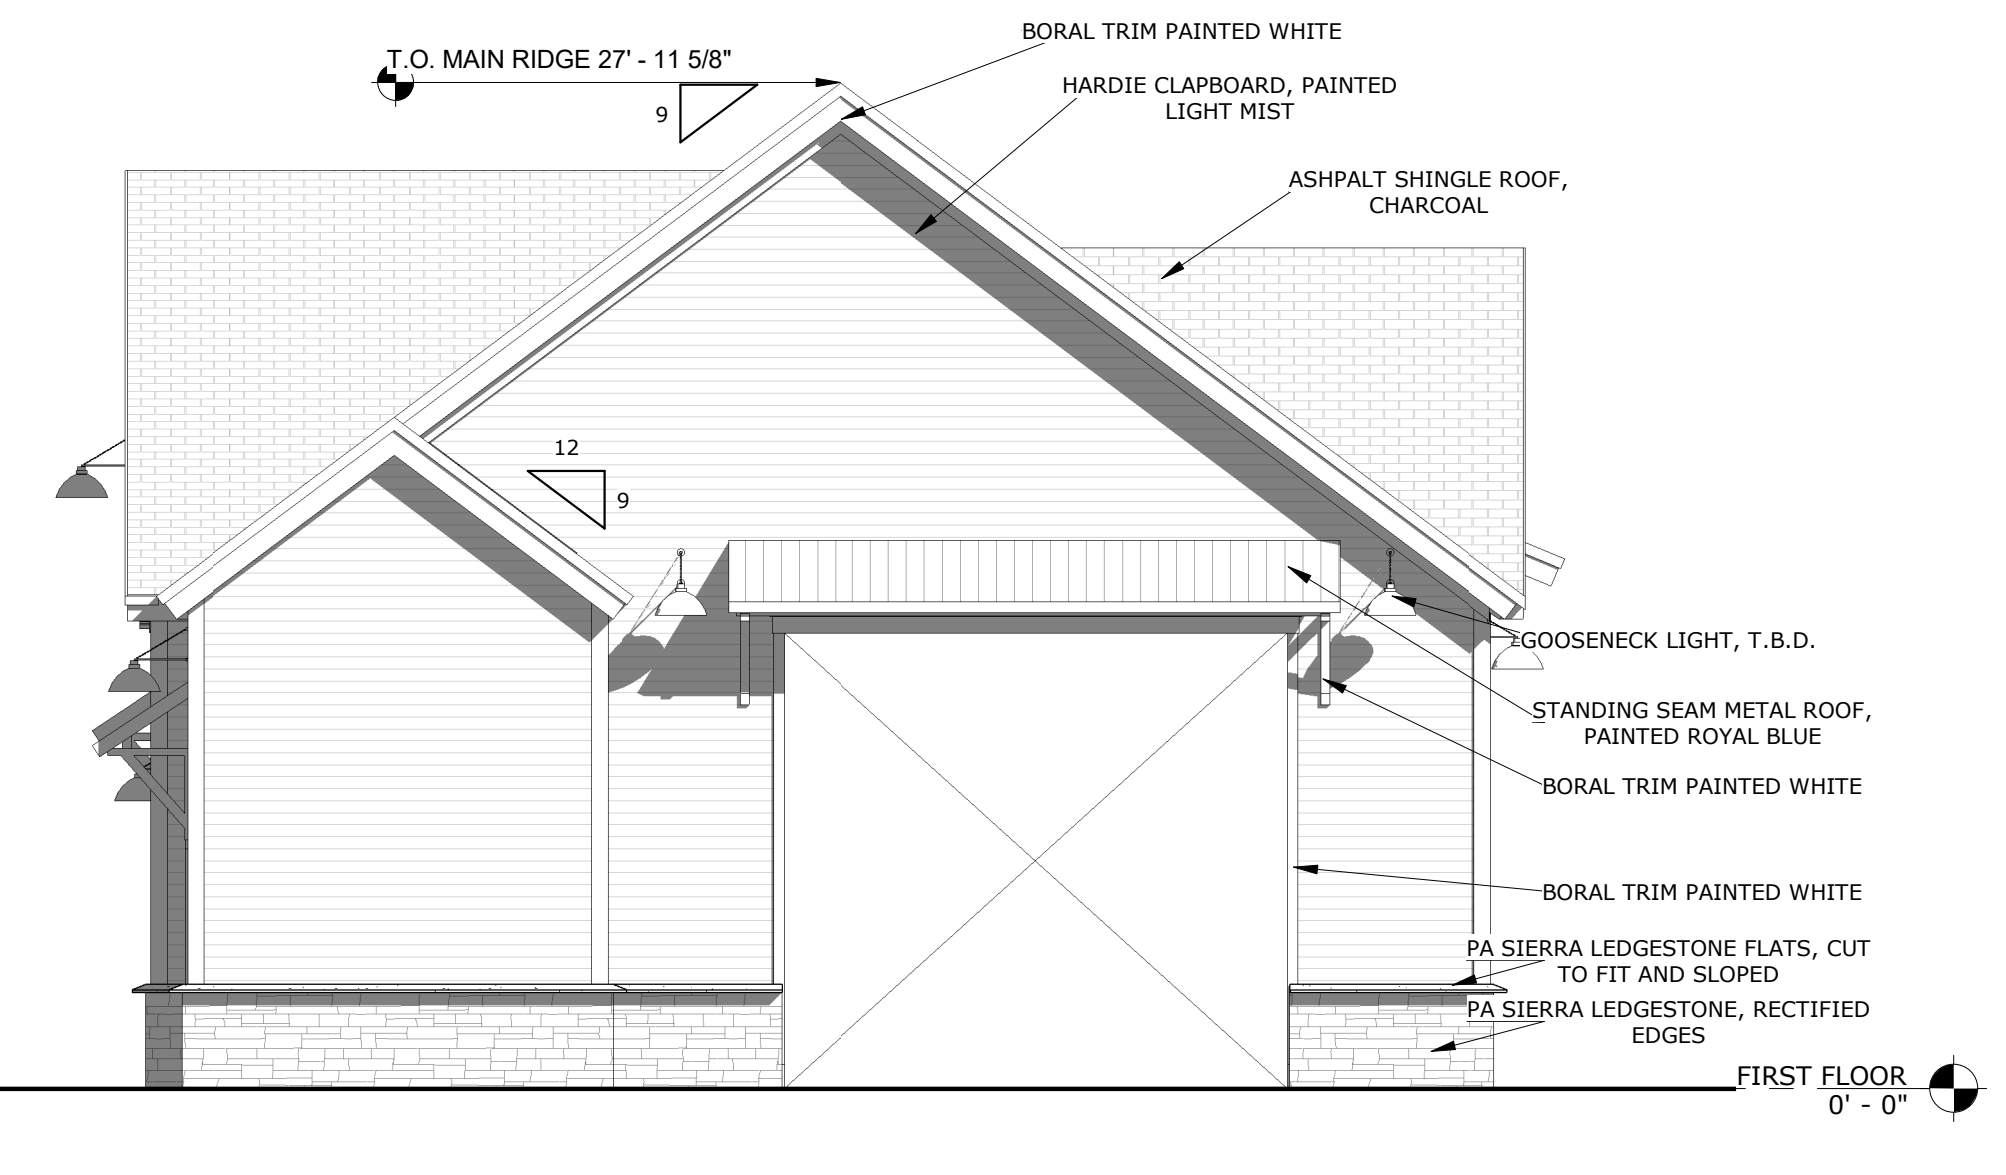 BORAL TRIM PAINTED WHITE
T.O. MAIN RIDGE 27' - 11 5/8"
HARDIE CLAPBOARD, PAINTED
LIGHT MIST
9
ASHPALT SHINGLE ROOF,
CHARCOAL
12
9
GOOSENECK LIGHT, T.B.D.
STANDING SEAM METAL ROOF,
PAINTED ROYAL BLUE
BORAL TRIM PAINTED WHITE
BORAL TRIM PAINTED WHITE
PA SIERRA LEDGESTONE FLATS, CUT
TO FIT AND SLOPED
PA SIERRA LEDGESTONE, RECTIFIED
EDGES
FIRST FLOOR
0' - 0"